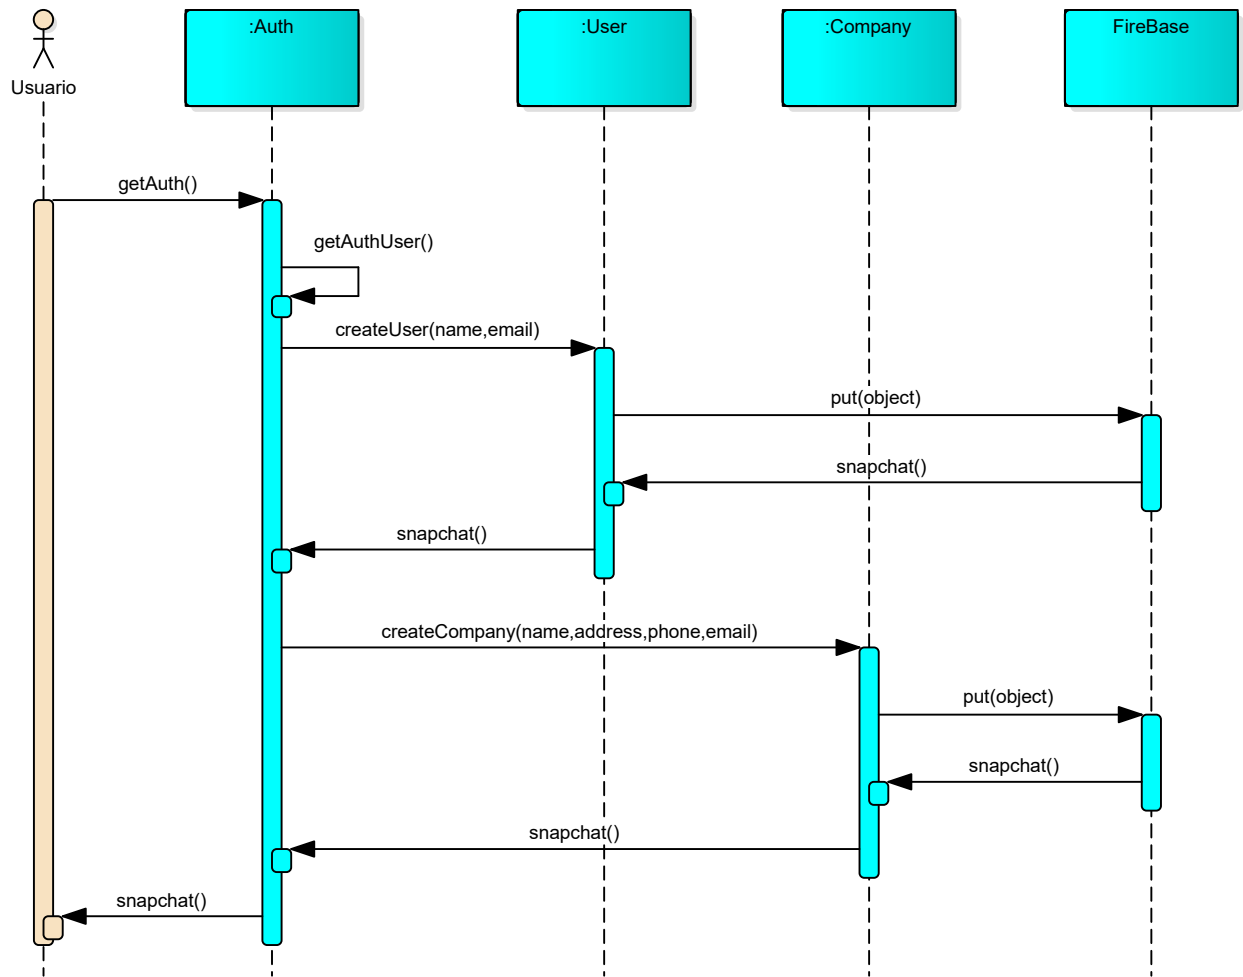 Usuario
:Auth
:User
:Company
FireBase
getAuth()
getAuthUser()
createUser(name,email)
put(object)
snapchat()
snapchat()
createCompany(name,address,phone,email)
put(object)
snapchat()
snapchat()
snapchat()